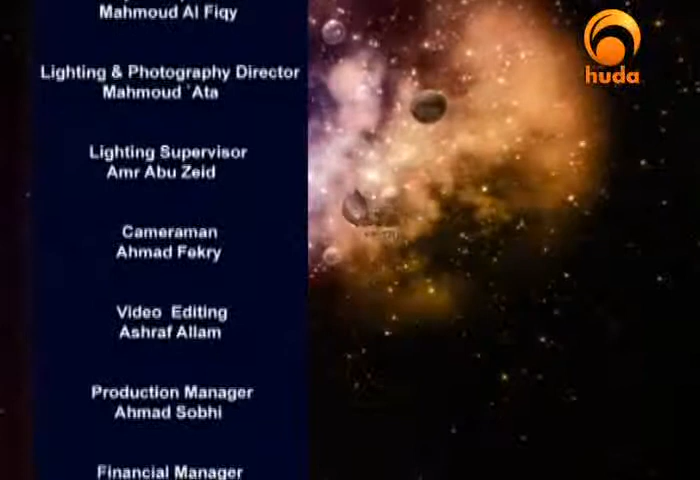 Mahmoud Al Fiqy
Lighting & Photography Director
Mahmoud `Ata
Lighting Supervisor
Amr Abu Zeid
Cameraman
Ahmad Fekry
Video Editing
Ashraf Allam
Production Manager
Ahmad Sobhi
Financial Manager
huda